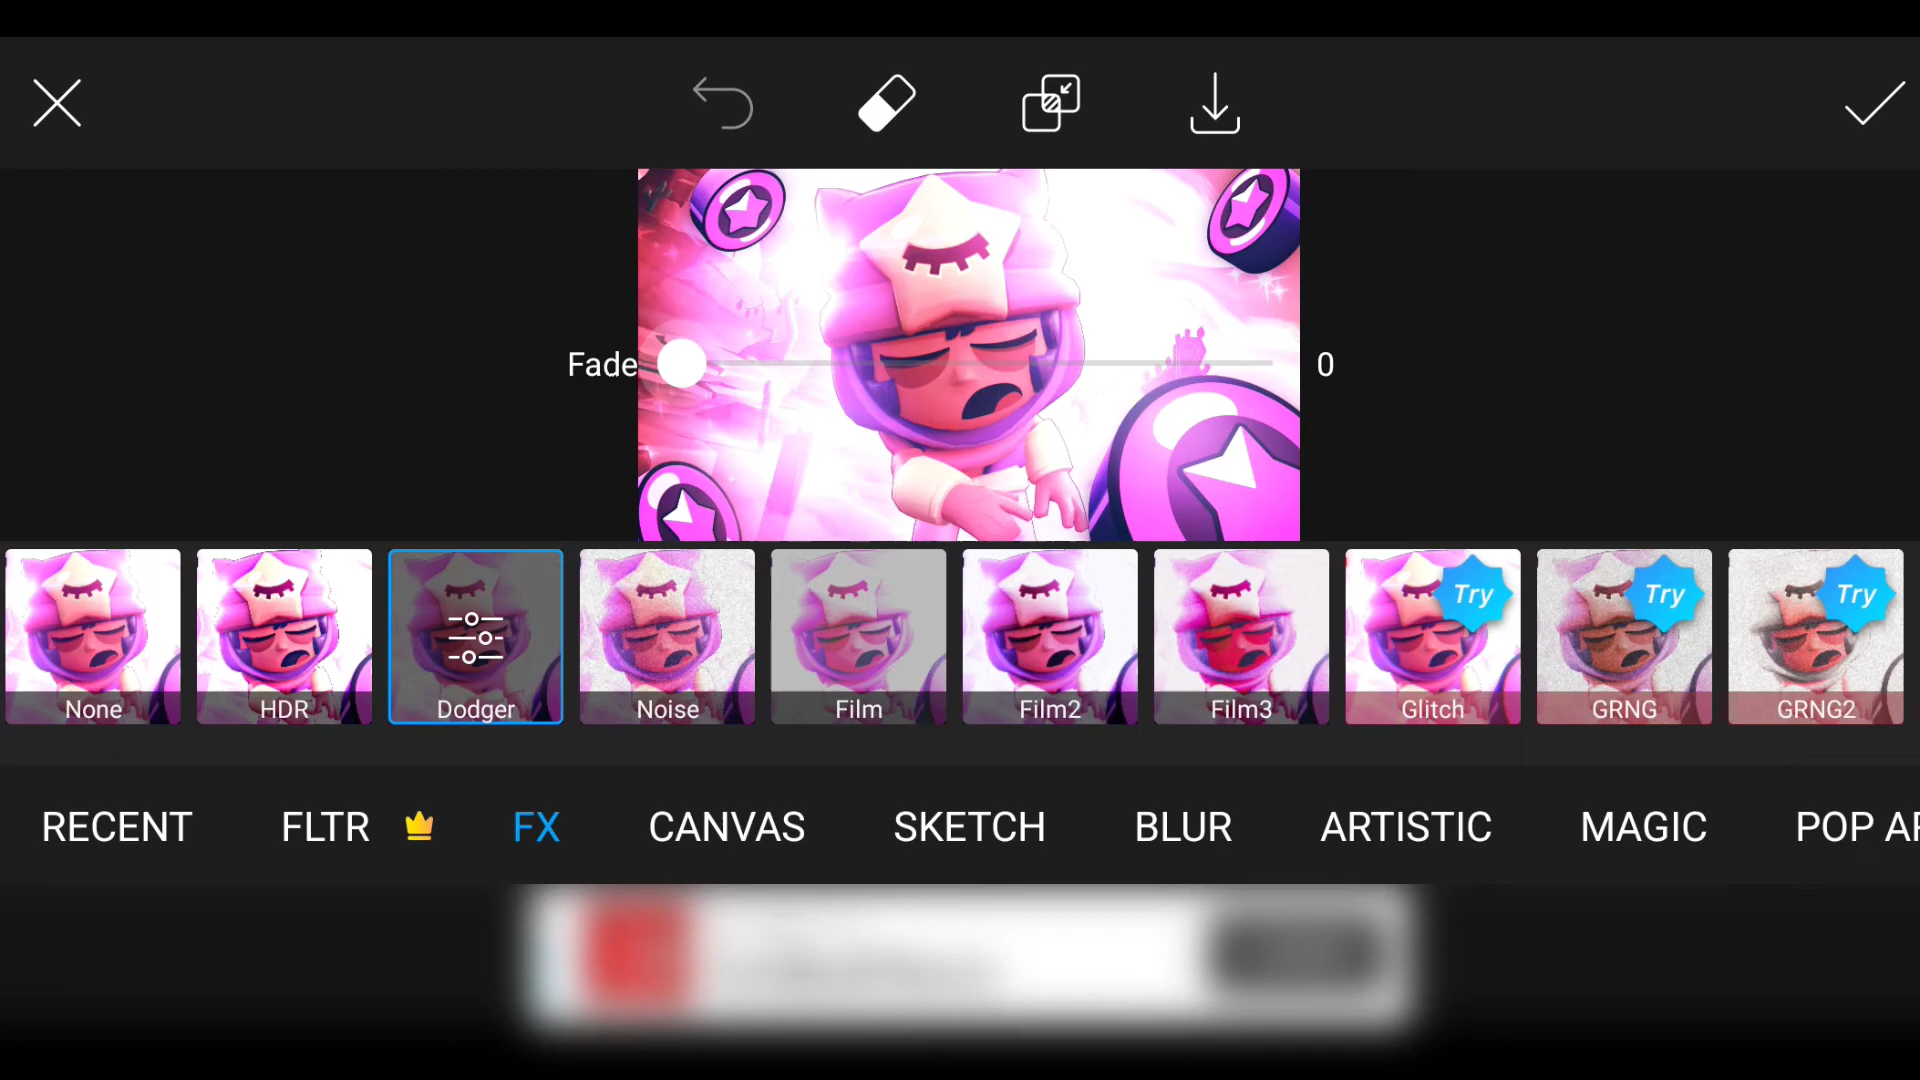 Fade 0
None HDR Dodger Noise Film Film2 Film3 Glitch GRNG GRNG2
Try Try Try
RECENT FLTR FX CANVAS SKETCH BLUR ARTISTIC MAGIC POP AR